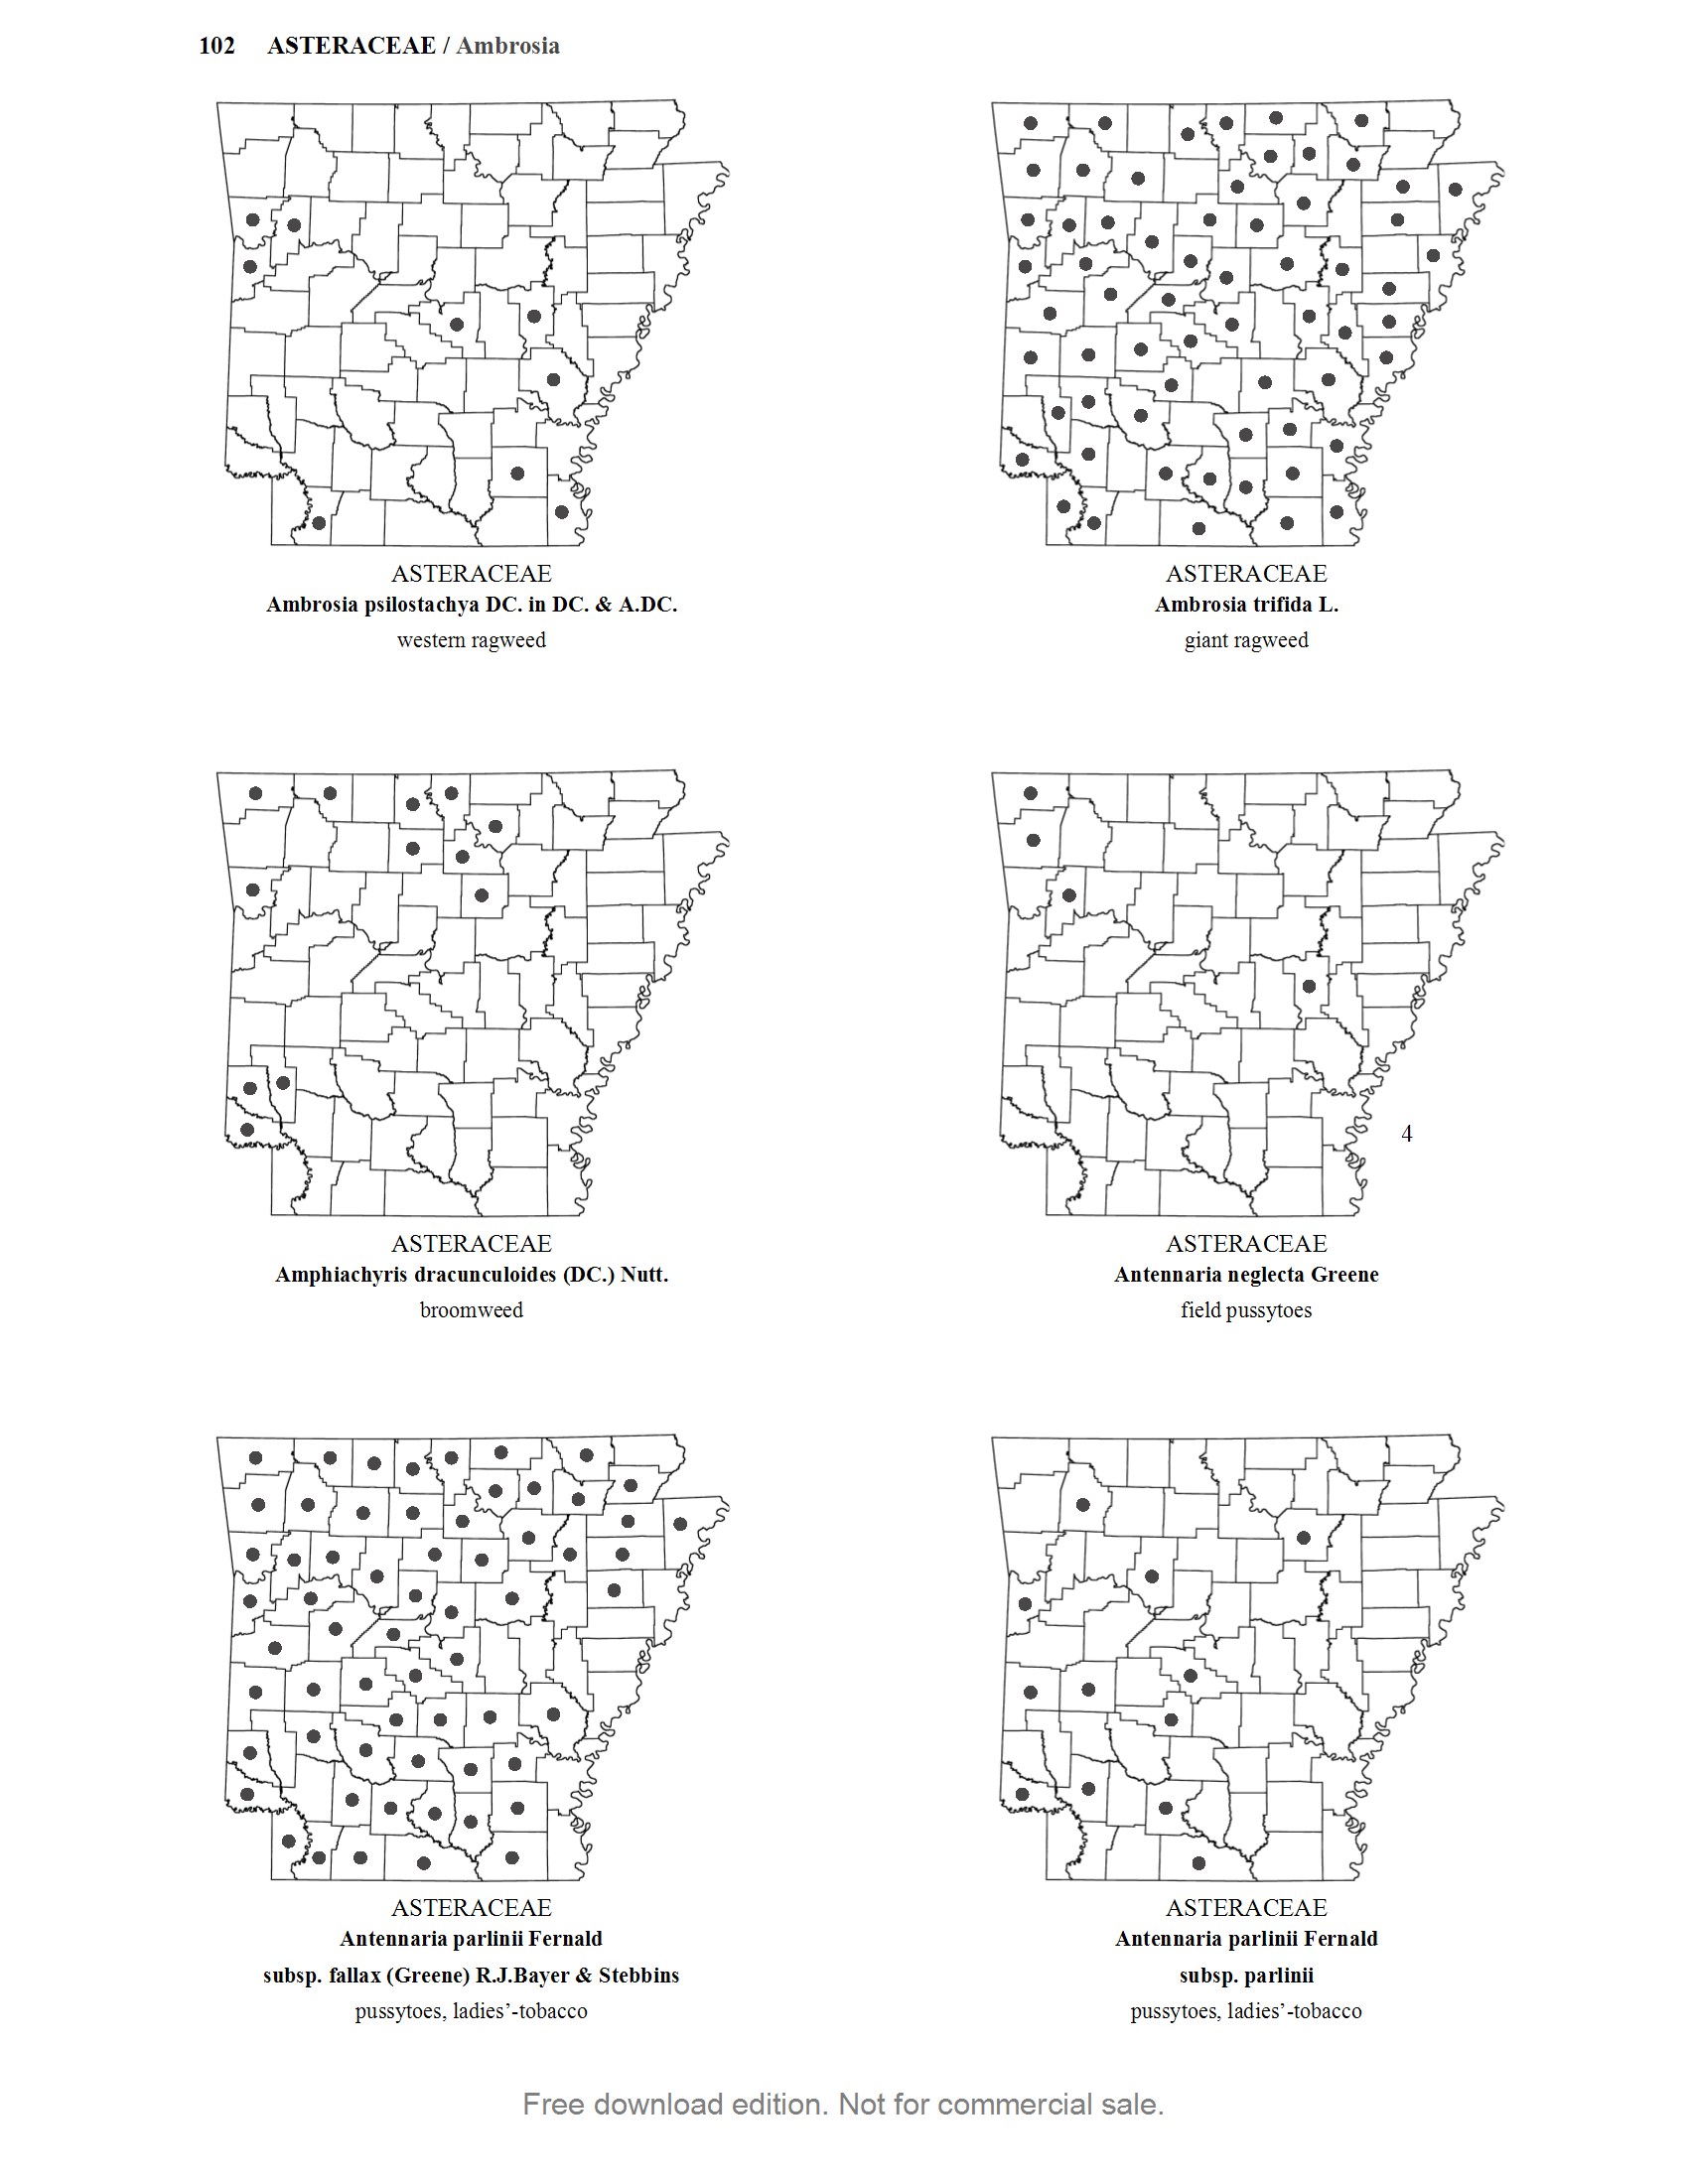 102 ASTERACEAE / Ambrosia
ASTERACEAE
Ambrosia psilostachya DC. in DC. & A.DC.
western ragweed
ASTERACEAE
Ambrosia trifida L.
giant ragweed
ASTERACEAE
Amphiachyris dracunculoides (DC.) Nutt.
broomweed
4
ASTERACEAE
Antennaria neglecta Greene
field pussytoes
ASTERACEAE
Antennaria parlinii Fernald
subsp. fallax (Greene) R.J.Bayer & Stebbins
pussytoes, ladies’-tobacco
ASTERACEAE
Antennaria parlinii Fernald
subsp. parlinii
pussytoes, ladies’-tobacco
Free download edition. Not for commercial sale.